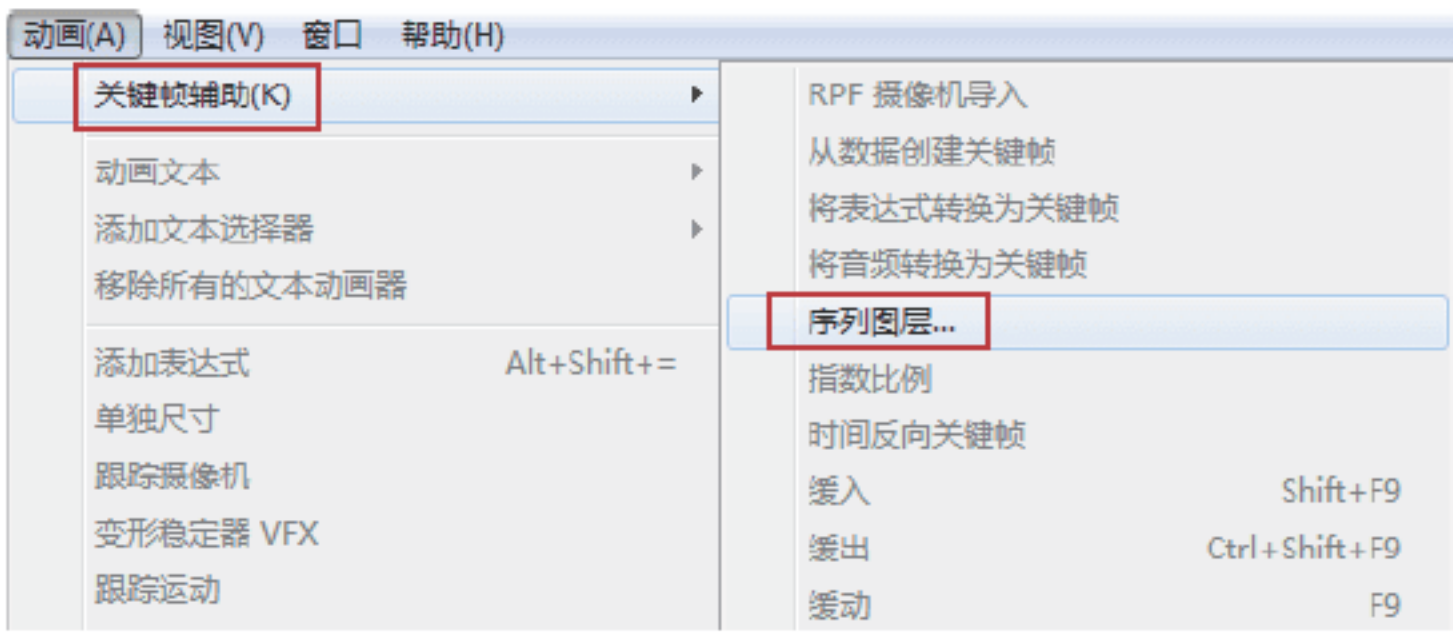 动画(A) 视图(V) 窗口 帮助(H)
关键帧辅助(K)
动画文本
添加文本选择器
移除所有的文本动画器
添加表达式 Alt+Shift+=
单独尺寸
跟踪摄像机
变形稳定器 VFX
跟踪运动
RPF 摄像机导入
从数据创建关键帧
将表达式转换为关键帧
将音频转换为关键帧
序列图层...
指数比例
时间反向关键帧
缓入 Shift+F9
缓出 Ctrl+Shift+F9
缓动 F9